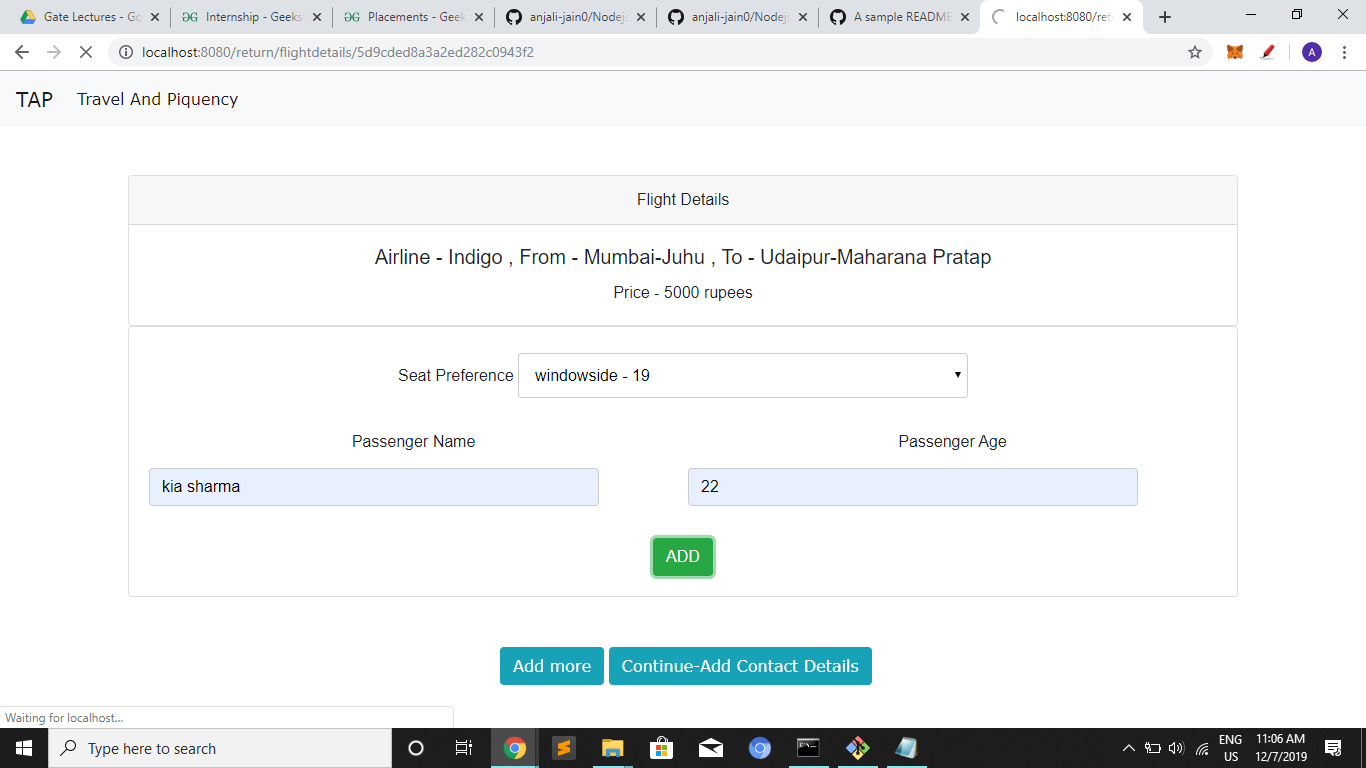 Gate Lectures - Go
Internship - Geeks
Placements - Geek
anjali-jain0/Nodejs
anjali-jain0/Nodejs
A sample README
localhost:8080/ret
localhost:8080/return/flightdetails/5d9cded8a3a2ed282c0943f2
A
TAP Travel And Piquency
Flight Details
Airline - Indigo , From - Mumbai-Juhu , To - Udaipur-Maharana Pratap
Price - 5000 rupees
Seat Preference windowside - 19
Passenger Name Passenger Age
kia sharma 22
ADD
Add more Continue-Add Contact Details
Waiting for localhost...
Type here to search
ENG
US
11:06 AM
12/7/2019